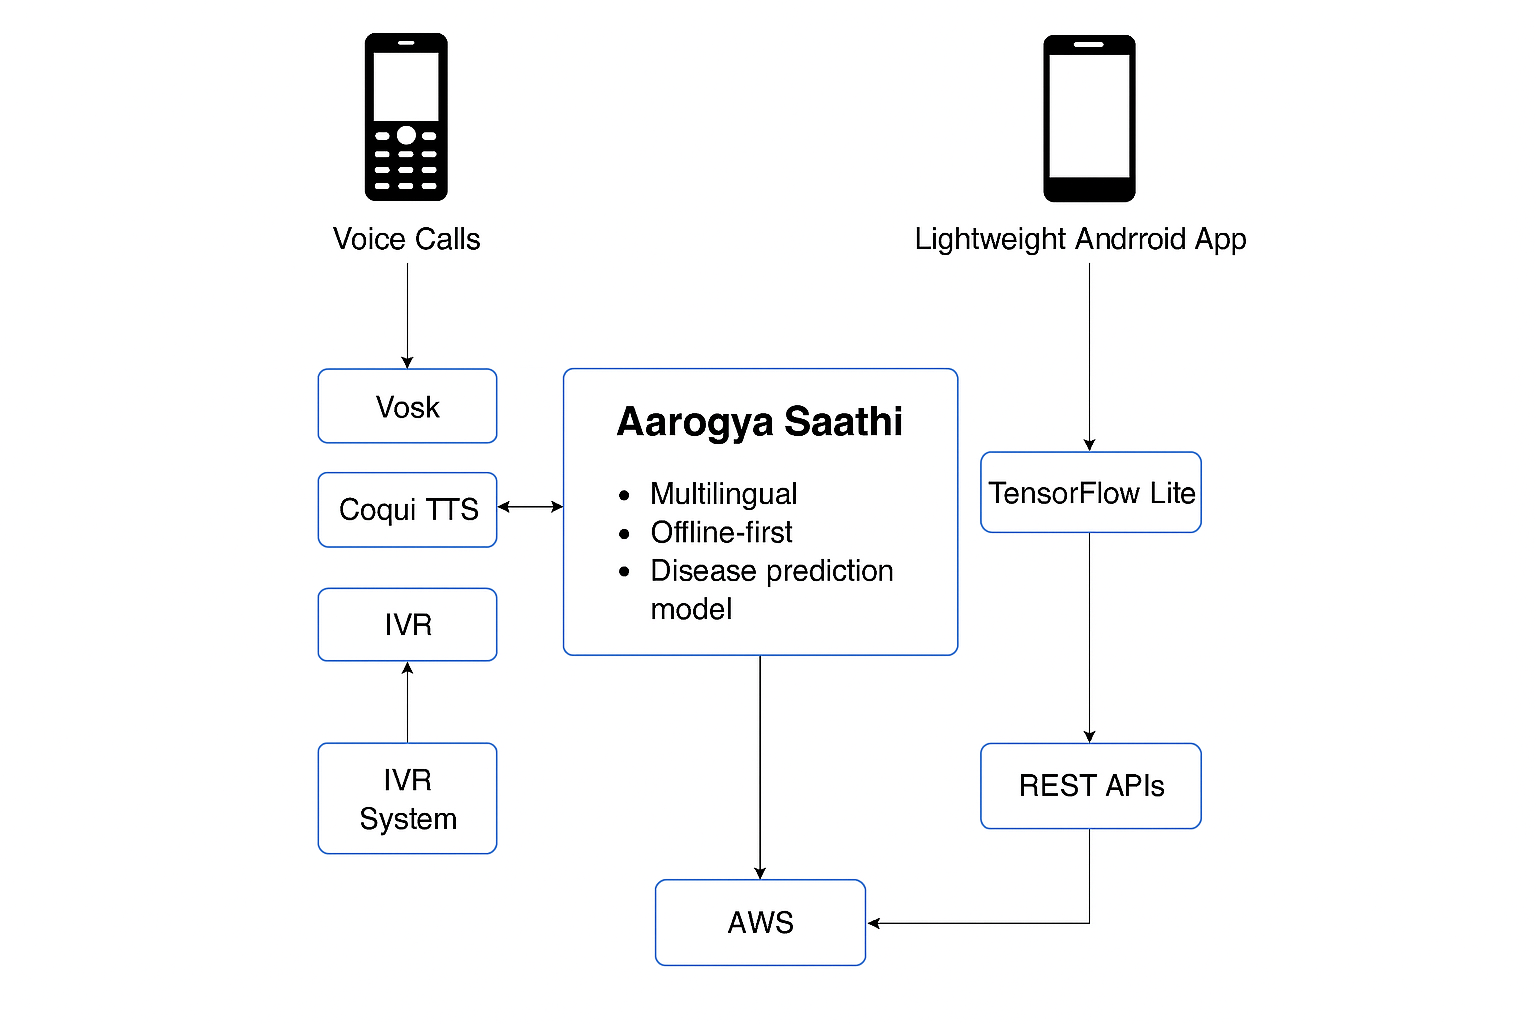 Voice Calls
Lightweight Andrroid App
Vosk
Coqui TTS
IVR
IVR
System
Aarogya Saathi
• Multilingual
• Offline-first
• Disease prediction
model
TensorFlow Lite
REST APIs
AWS